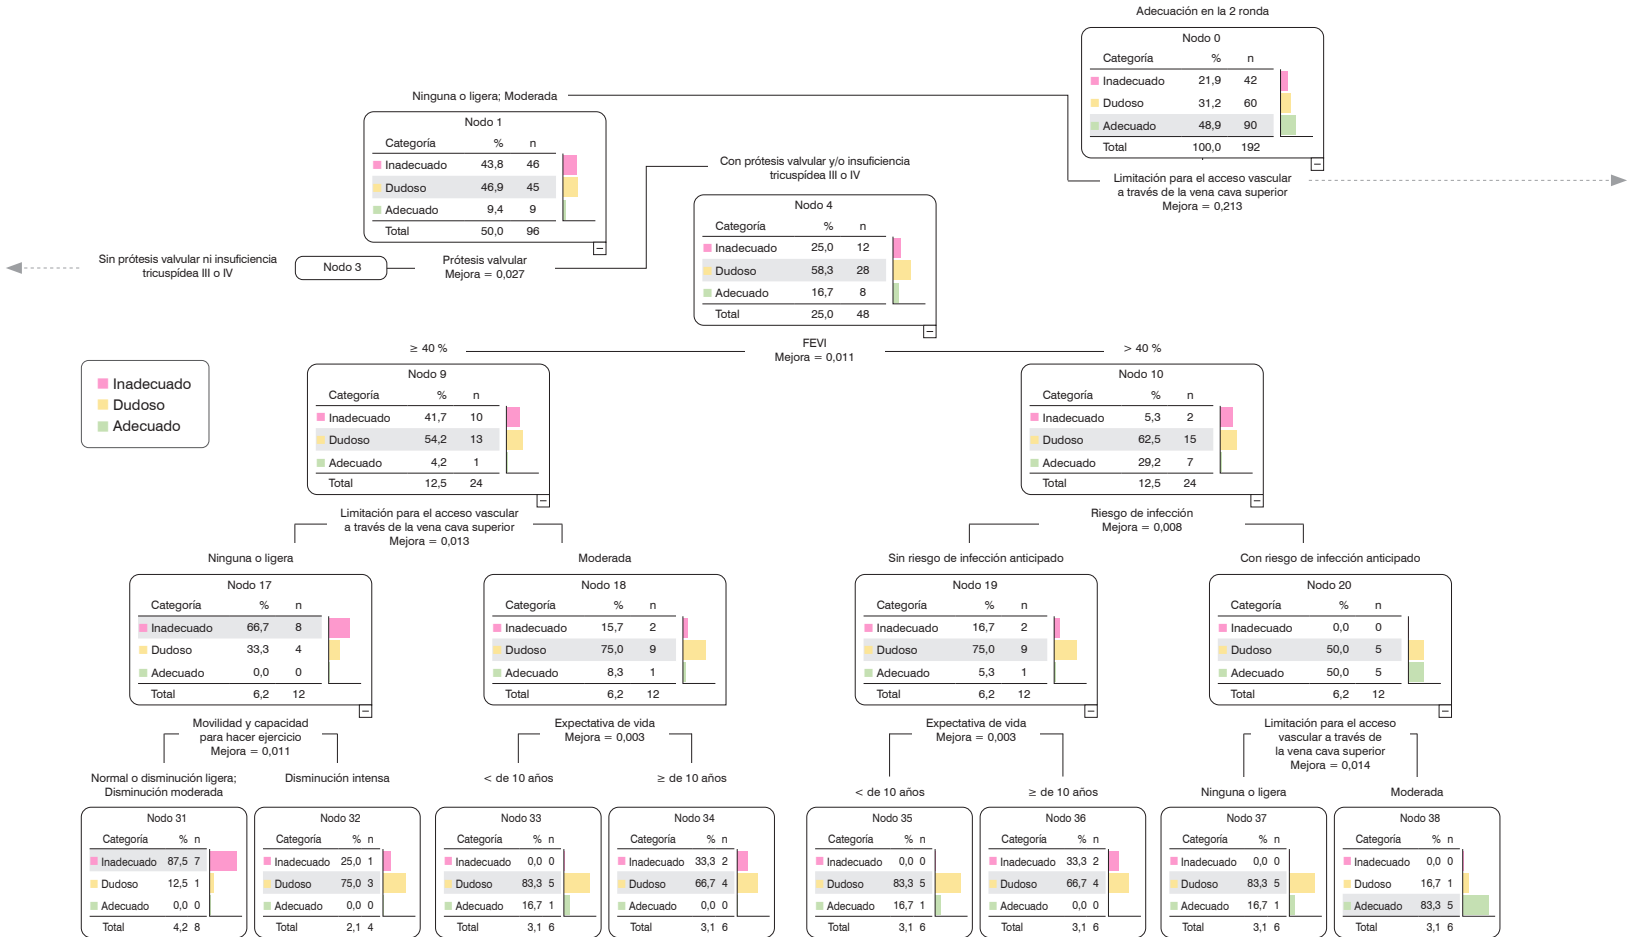 Adecuación en la 2 ronda
Nodo 0
Categoría % n
Inadecuado 21,9 42
Dudoso 31,2 60
Adecuado 48,9 90
Total 100,0 192
Limitación para el acceso vascular
a través de la vena cava superior
Mejora = 0,213
Ninguna o ligera; Moderada
Nodo 1
Categoría % n
Inadecuado 43,8 46
Dudoso 46,9 45
Adecuado 9,4 9
Total 50,0 96
Prótesis valvular
Mejora = 0,027
Sin prótesis valvular ni insuficiencia
tricuspídea III o IV
Nodo 3
Con prótesis valvular y/o insuficiencia
tricuspídea III o IV
Nodo 4
Categoría % n
Inadecuado 25,0 12
Dudoso 58,3 28
Adecuado 16,7 8
Total 25,0 48
FEVI
Mejora = 0,011
Inadecuado
Dudoso
Adecuado
≥ 40 %
Nodo 9
Categoría % n
Inadecuado 41,7 10
Dudoso 54,2 13
Adecuado 4,2 1
Total 12,5 24
Limitación para el acceso vascular
a través de la vena cava superior
Mejora = 0,013
> 40 %
Nodo 10
Categoría % n
Inadecuado 5,3 2
Dudoso 62,5 15
Adecuado 29,2 7
Total 12,5 24
Riesgo de infección
Mejora = 0,008
Ninguna o ligera
Nodo 17
Categoría % n
Inadecuado 66,7 8
Dudoso 33,3 4
Adecuado 0,0 0
Total 6,2 12
Movilidad y capacidad
para hacer ejercicio
Mejora = 0,011
Moderada
Nodo 18
Categoría % n
Inadecuado 15,7 2
Dudoso 75,0 9
Adecuado 8,3 1
Total 6,2 12
Expectativa de vida
Mejora = 0,003
Sin riesgo de infección anticipado
Nodo 19
Categoría % n
Inadecuado 16,7 2
Dudoso 75,0 9
Adecuado 5,3 1
Total 6,2 12
Expectativa de vida
Mejora = 0,003
Con riesgo de infección anticipado
Nodo 20
Categoría % n
Inadecuado 0,0 0
Dudoso 50,0 5
Adecuado 50,0 5
Total 6,2 12
Limitación para el acceso
vascular a través de
la vena cava superior
Mejora = 0,014
Normal o disminución ligera;
Disminución moderada
Nodo 31
Categoría % n
Inadecuado 87,5 7
Dudoso 12,5 1
Adecuado 0,0 0
Total 4,2 8
Disminución intensa
Nodo 32
Categoría % n
Inadecuado 25,0 1
Dudoso 75,0 3
Adecuado 0,0 0
Total 2,1 4
< de 10 años
Nodo 33
Categoría % n
Inadecuado 0,0 0
Dudoso 83,3 5
Adecuado 16,7 1
Total 3,1 6
≥ de 10 años
Nodo 34
Categoría % n
Inadecuado 33,3 2
Dudoso 66,7 4
Adecuado 0,0 0
Total 3,1 6
< de 10 años
Nodo 35
Categoría % n
Inadecuado 0,0 0
Dudoso 83,3 5
Adecuado 16,7 1
Total 3,1 6
≥ de 10 años
Nodo 36
Categoría % n
Inadecuado 33,3 2
Dudoso 66,7 4
Adecuado 0,0 0
Total 3,1 6
Ninguna o ligera
Nodo 37
Categoría % n
Inadecuado 0,0 0
Dudoso 83,3 5
Adecuado 16,7 1
Total 3,1 6
Moderada
Nodo 38
Categoría % n
Inadecuado 0,0 0
Dudoso 16,7 1
Adecuado 83,3 5
Total 3,1 6